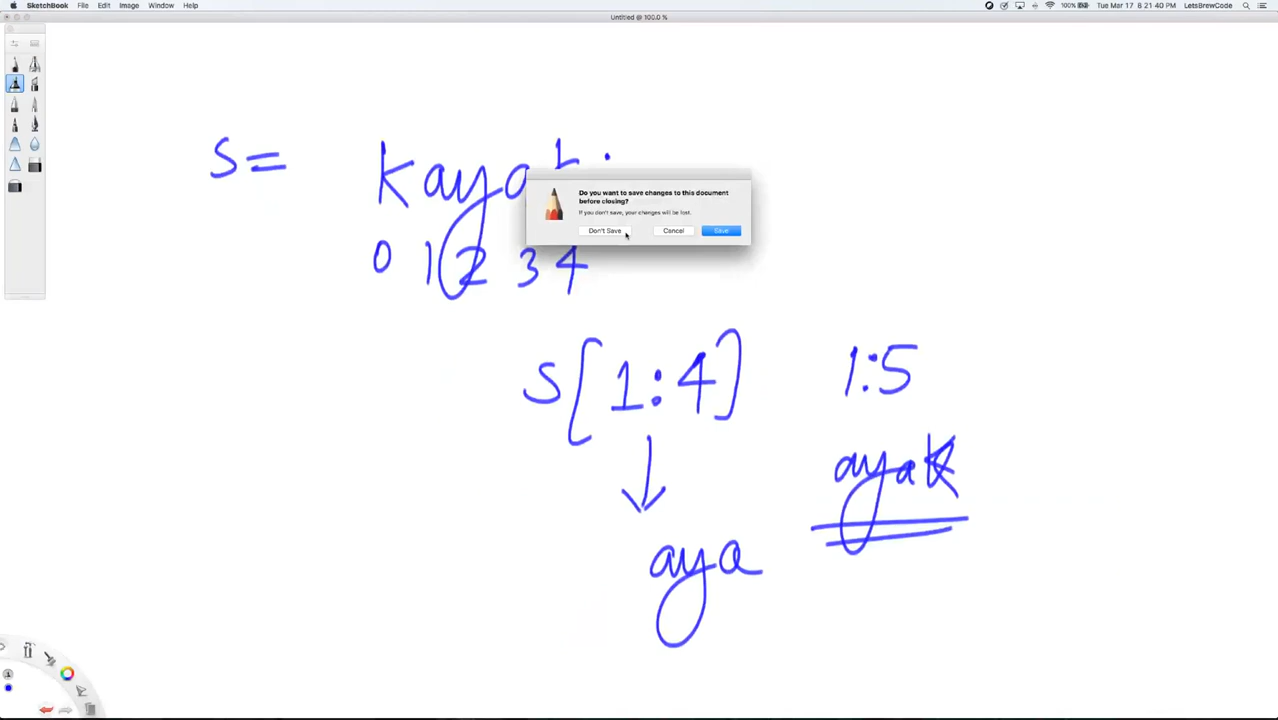 SketchBook File Edit Image Window Help 100% Tue Mar 17 8:21:40 PM LetsBrewCode
Untitled @ 100.0 %
s=
Do you want to save changes to this document
before closing?
If you don't save, your changes will be lost.
Don't Save Cancel Save
0 1 2 3 4
s[1:4] 1:5
ayak
aya